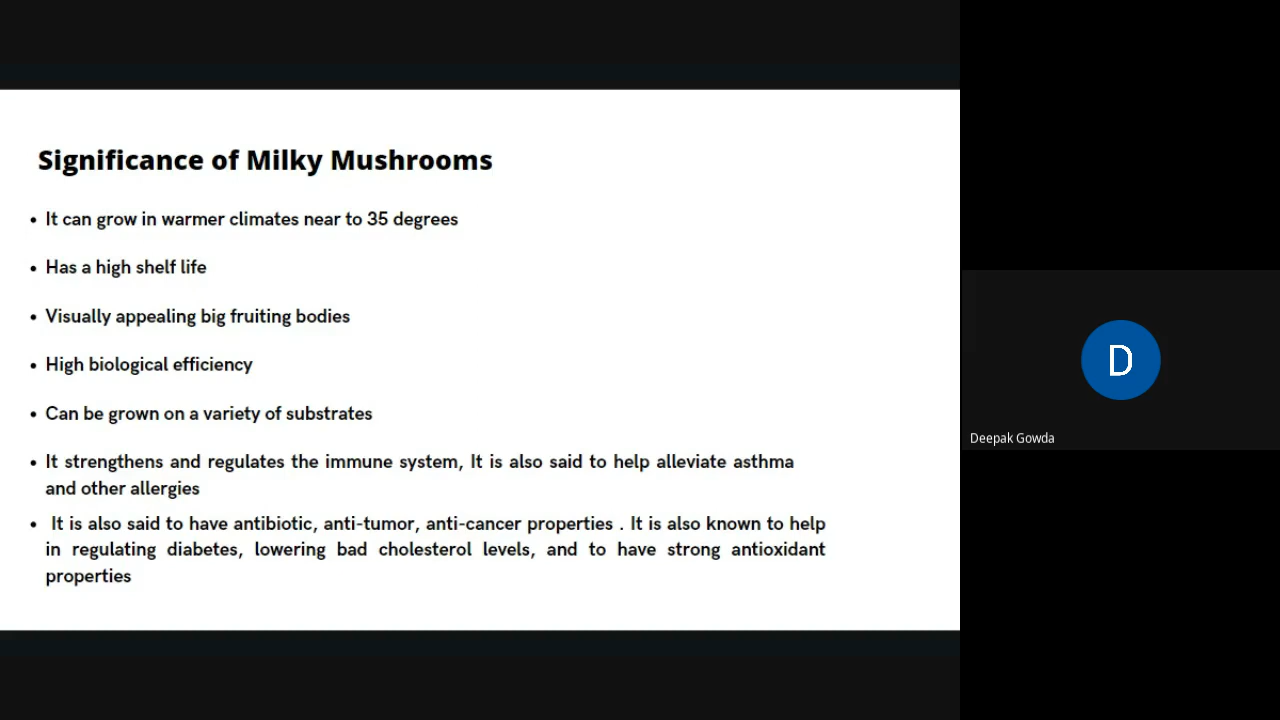 Significance of Milky Mushrooms
• It can grow in warmer climates near to 35 degrees
• Has a high shelf life
• Visually appealing big fruiting bodies
• High biological efficiency
• Can be grown on a variety of substrates
• It strengthens and regulates the immune system, It is also said to help alleviate asthma
and other allergies
• It is also said to have antibiotic, anti-tumor, anti-cancer properties . It is also known to help
in regulating diabetes, lowering bad cholesterol levels, and to have strong antioxidant
properties
D
Deepak Gowda